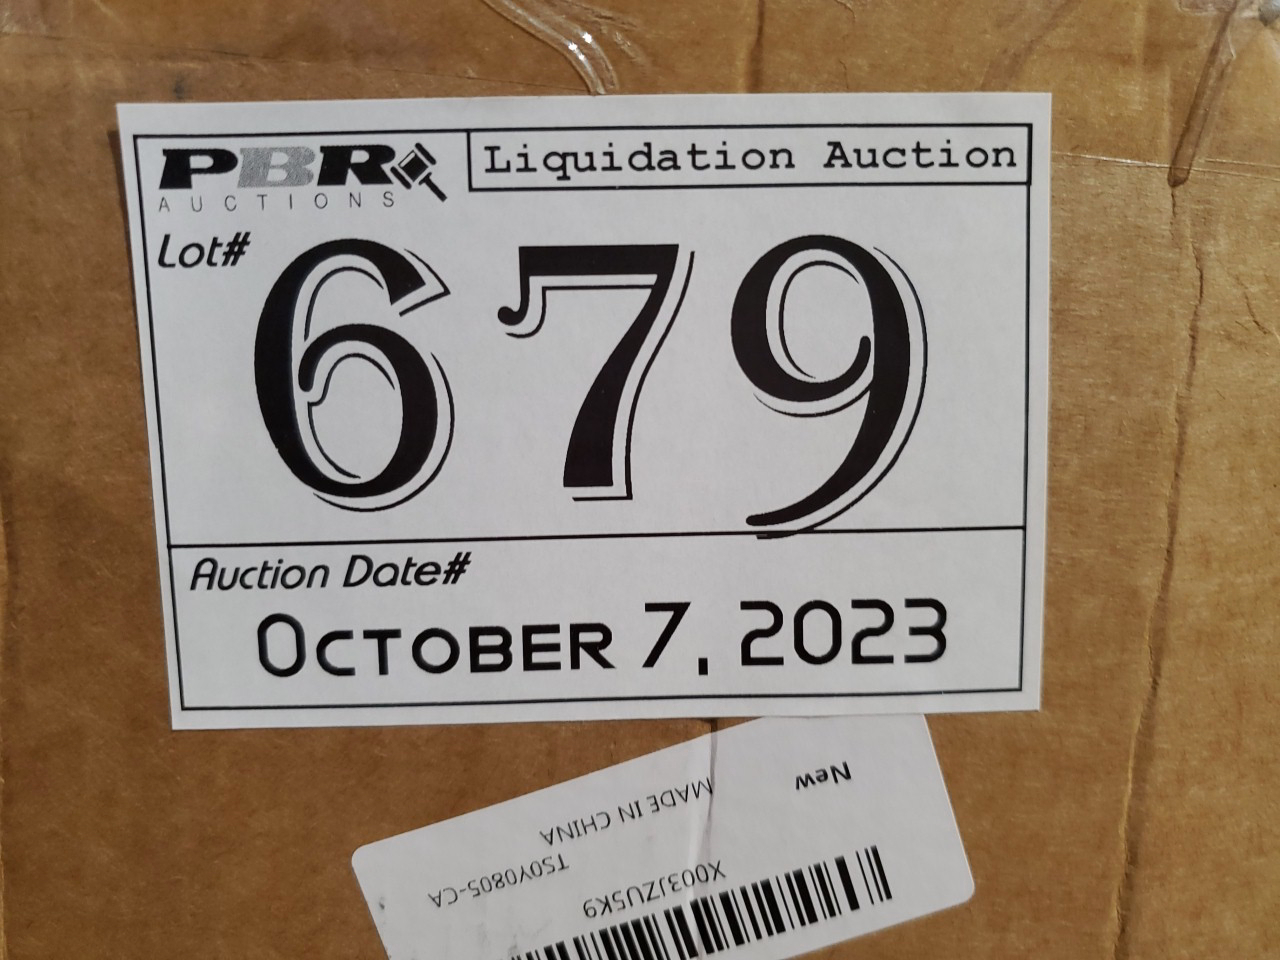 PBR
AUCTIONS
Liquidation Auction
Lot#
679
Auction Date#
October 7, 2023
X003JZU5K9
TS0Y0805-CA
MADE IN CHINA
New